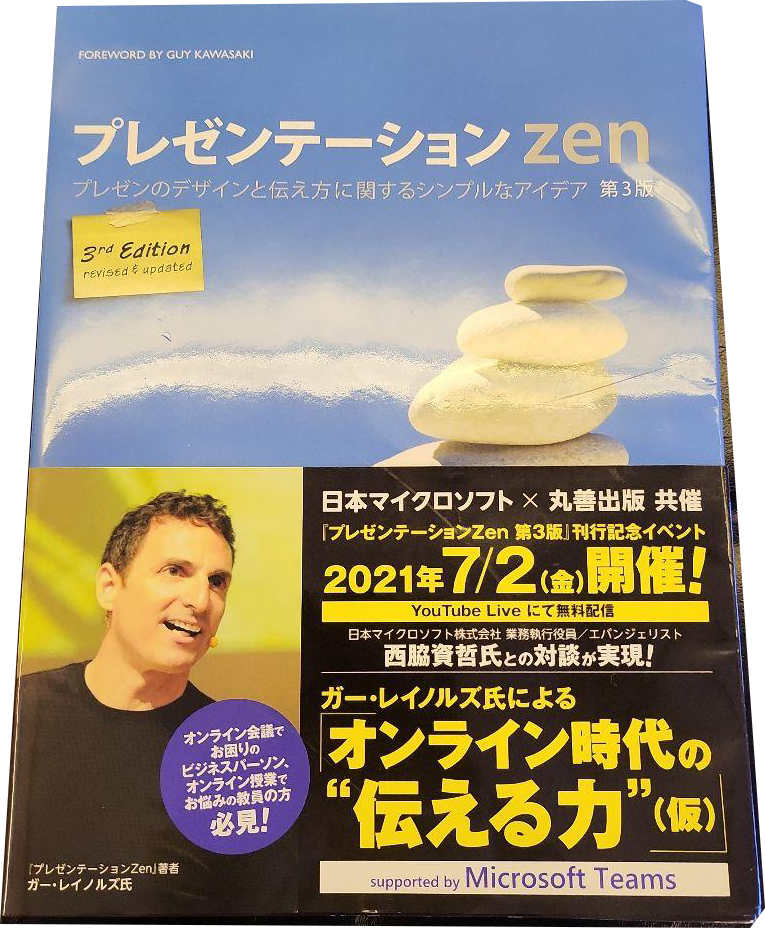 FOREWORD BY GUY KAWASAKI
プレゼンテーション zen
プレゼンのデザインと伝え方に関するシンプルなアイデア 第3版
3rd Edition
revised & updated
日本マイクロソフト × 丸善出版 共催
『プレゼンテーションZen 第3版』刊行記念イベント
2021年7/2(金)開催!
YouTube Live にて無料配信
日本マイクロソフト株式会社 業務執行役員/エバンジェリスト
西脇資哲氏との対談が実現!
ガー・レイノルズ氏による
「オンライン時代の
“伝える力”(仮)」
supported by Microsoft Teams
オンライン会議で
お困りの
ビジネスパーソン、
オンライン授業で
お悩みの教員の方
必見!
『プレゼンテーションZen』著者
ガー・レイノルズ氏